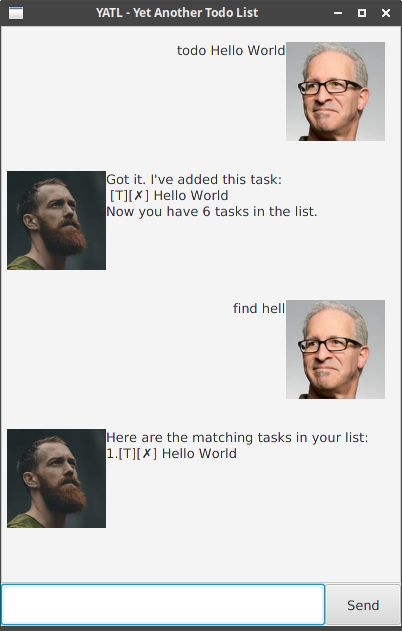 YATL - Yet Another Todo List
todo Hello World
Got it. I've added this task:
[T][✗] Hello World
Now you have 6 tasks in the list.
find hell
Here are the matching tasks in your list:
1.[T][✗] Hello World
Send